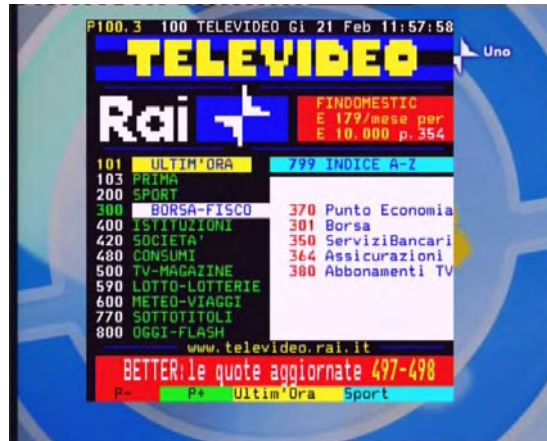 P100.3 100 TELEVIDEO Gi 21 Feb 11:57:58
TELEVIDEO
Uno
Rai
FINDOMESTIC
E 179/mese per
E 10.000 p.354
101 ULTIM'ORA 799 INDICE A-Z
103 PRIMA
200 SPORT
300 BORSA-FISCO 370 Punto Economia
400 ISTITUZIONI 301 Borsa
420 SOCIETA' 350 ServiziBancari
480 CONSUMI 364 Assicurazioni
500 TV-MAGAZINE 380 Abbonamenti TV
590 LOTTO-LOTTERIE
600 METEO-VIAGGI
770 SOTTOTITOLI
800 OGGI-FLASH
www.televideo.rai.it
BETTER:le quote aggiornate 497-498
P- P+ Ultim'Ora Sport